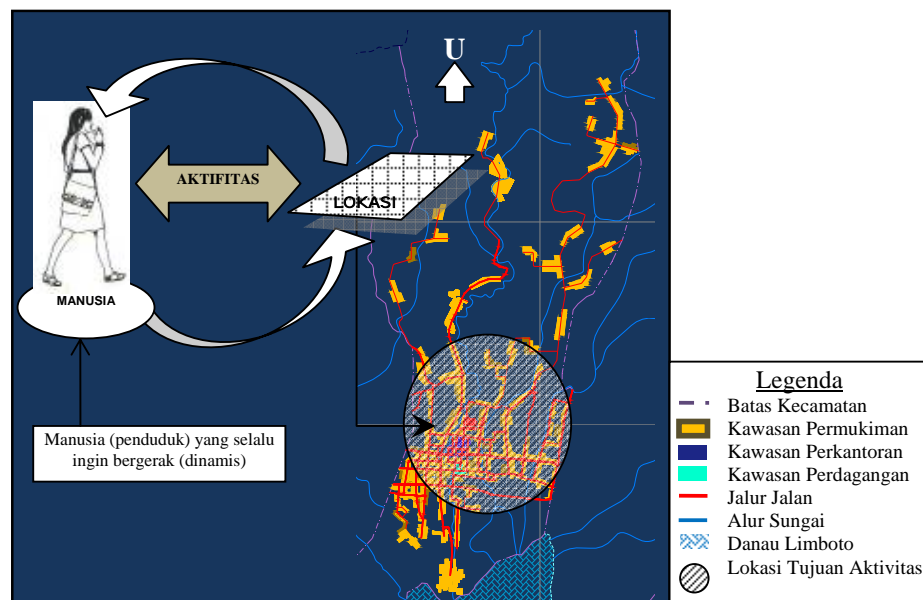 U
AKTIFITAS
LOKASI
MANUSIA
Manusia (penduduk) yang selalu
ingin bergerak (dinamis)
Legenda
Batas Kecamatan
Kawasan Permukiman
Kawasan Perkantoran
Kawasan Perdagangan
Jalur Jalan
Alur Sungai
Danau Limboto
Lokasi Tujuan Aktivitas